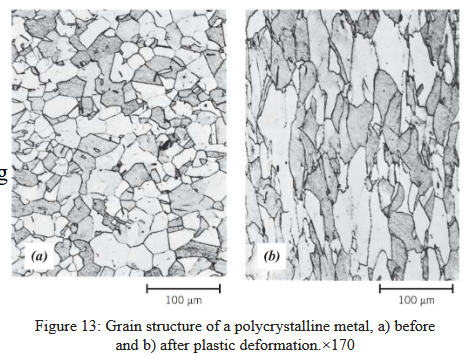 g
(a)
(b)
100 μm
100 μm
Figure 13: Grain structure of a polycrystalline metal, a) before
and b) after plastic deformation.×170